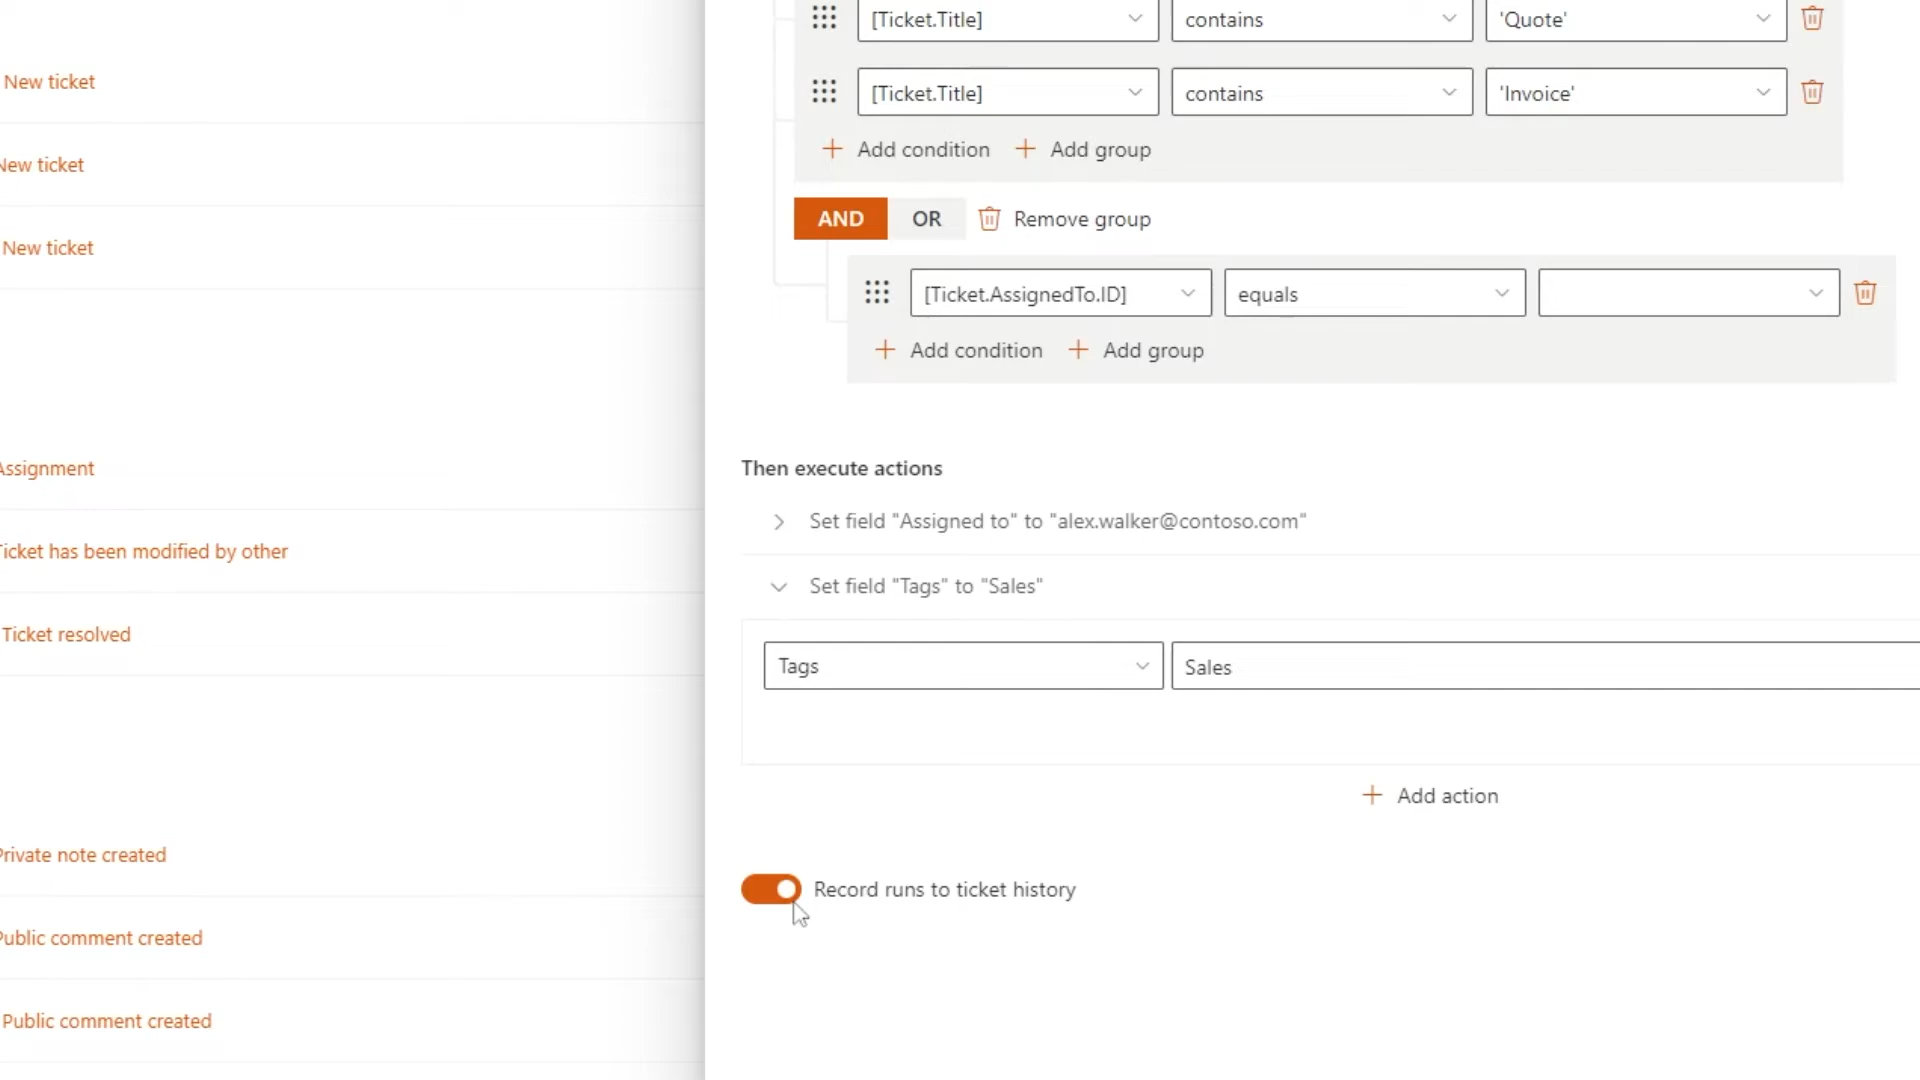 New ticket
New ticket
New ticket
Assignment
Ticket has been modified by other
Ticket resolved
Private note created
Public comment created
Public comment created
[Ticket.Title] contains 'Quote'
[Ticket.Title] contains 'Invoice'
Add condition Add group
AND OR Remove group
[Ticket.AssignedTo.ID] equals
Add condition Add group
Then execute actions
Set field "Assigned to" to "alex.walker@contoso.com"
Set field "Tags" to "Sales"
Tags Sales
Add action
Record runs to ticket history